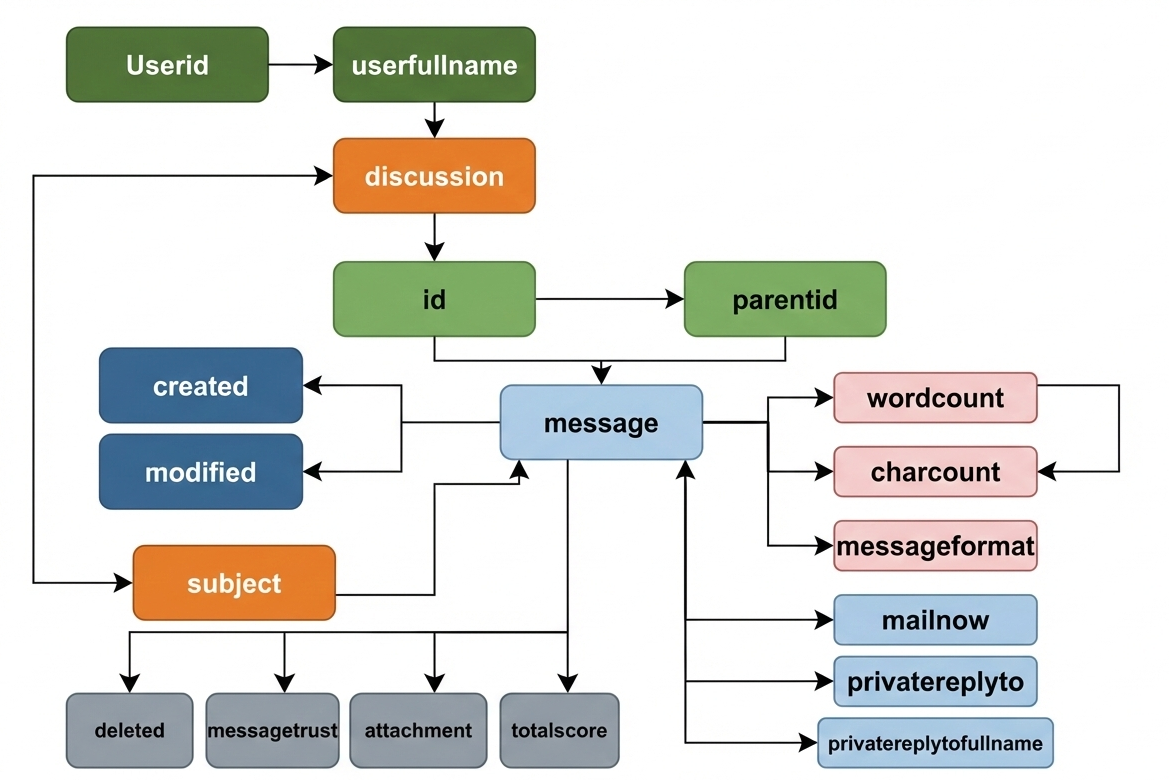 Userid
userfullname
discussion
id
parentid
created
message
wordcount
modified
charcount
messageformat
subject
mailnow
privatereplyto
deleted
messagetrust
attachment
totalscore
privatereplytofullname